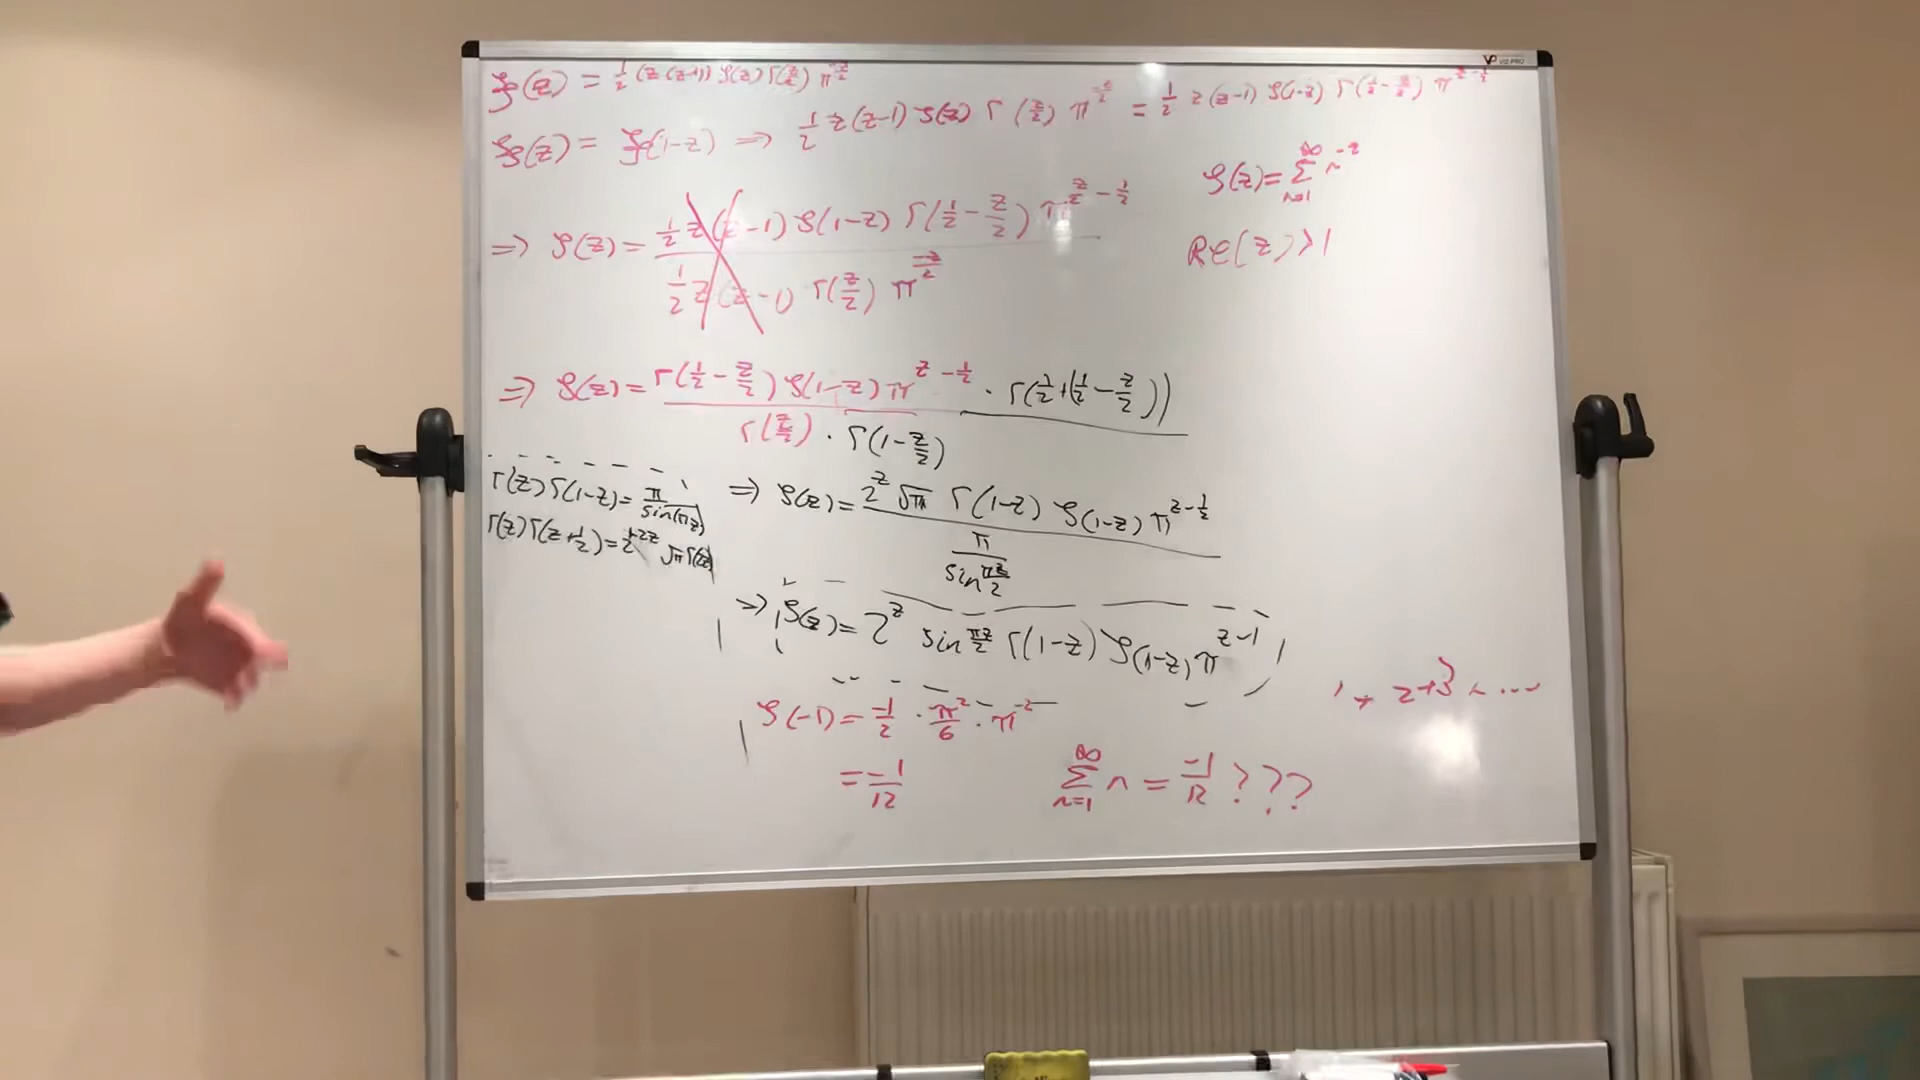 ξ(z) = 1/2 (z(z-1)) ζ(z) Γ(z/2) π^(-z/2)
ξ(z) = ξ(1-z) ⇒ 1/2 z(z-1) ζ(z) Γ(z/2) π^(-z/2) = 1/2 z(z-1) ζ(1-z) Γ(1/2 - z/2) π^(z/2 - 1/2)
ζ(z) = Σ_{n=1}^{∞} n^(-z)
Re(z)>1
⇒ ζ(z) = (1/2 z(z-1) ζ(1-z) Γ(1/2 - z/2) π^(z/2 - 1/2)) / (1/2 z(z-1) Γ(z/2) π^(-z/2))
⇒ ζ(z) = (Γ(1/2 - z/2) ζ(1-z) π^(z - 1/2) · Γ(1/2 + (1/2 - z/2))) / (Γ(z/2) · Γ(1 - z/2))
Γ(z)Γ(1-z) = π / sin(πz)
Γ(z)Γ(z+1/2) = 2^(1-2z) √π Γ(2z)
⇒ ζ(z) = (2^z √π Γ(1-z) ζ(1-z) π^(z - 1/2)) / (π / sin πz/2)
⇒ ζ(z) = 2^z sin πz/2 Γ(1-z) ζ(1-z) π^(z-1)
ζ(-1) = -1/2 · π^2/6 · π^(-2)
= -1/12
1+2+3+...
Σ_{n=1}^{∞} n = -1/12 ???
VIZ-PRO